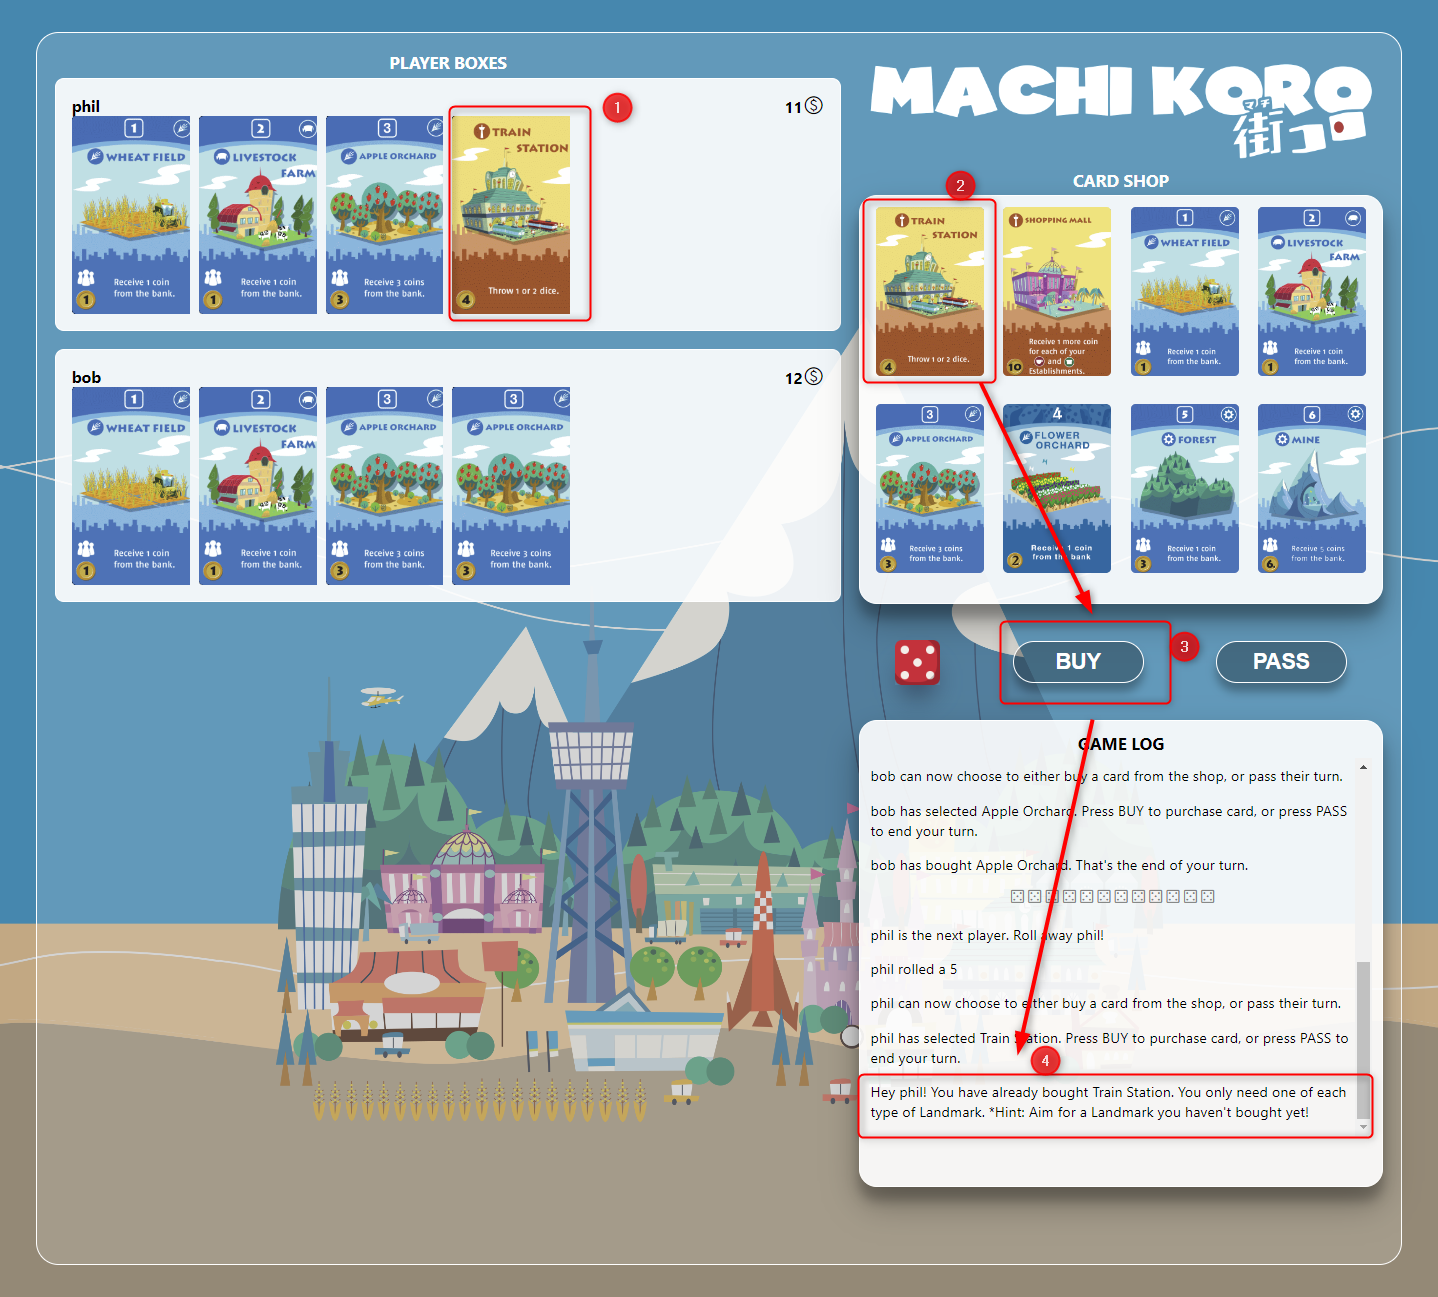 PLAYER BOXES
phil
11
1
WHEAT FIELD
Receive 1 coin
from the bank.
1
2
LIVESTOCK
FARM
Receive 1 coin
from the bank.
1
3
APPLE ORCHARD
Receive 3 coins
from the bank.
3
TRAIN
STATION
Throw 1 or 2 dice.
4
1
bob
12
1
WHEAT FIELD
Receive 1 coin
from the bank.
1
2
LIVESTOCK
FARM
Receive 1 coin
from the bank.
1
3
APPLE ORCHARD
Receive 3 coins
from the bank.
3
3
APPLE ORCHARD
Receive 3 coins
from the bank.
3
MACHI KORO
マチ
街コロ
CARD SHOP
2
TRAIN
STATION
Throw 1 or 2 dice.
4
SHOPPING MALL
Receive 1 more coin
for each of your
and
Establishments.
10
1
WHEAT FIELD
Receive 1 coin
from the bank.
1
2
LIVESTOCK
FARM
Receive 1 coin
from the bank.
1
3
APPLE ORCHARD
Receive 3 coins
from the bank.
3
4
FLOWER
ORCHARD
Receive 1 coin
from the bank
2
5
FOREST
Receive 1 coin
from the bank.
3
6
MINE
Receive 5 coins
from the bank.
6.
BUY
3
PASS
GAME LOG
bob can now choose to either buy a card from the shop, or pass their turn.
bob has selected Apple Orchard. Press BUY to purchase card, or press PASS
to end your turn.
bob has bought Apple Orchard. That's the end of your turn.
⚄ ⚄ ⚄ ⚄ ⚄ ⚄ ⚄ ⚄ ⚄ ⚄ ⚄ ⚄
phil is the next player. Roll away phil!
phil rolled a 5
phil can now choose to either buy a card from the shop, or pass their turn.
phil has selected Train Station. Press BUY to purchase card, or press PASS to
end your turn.
4
Hey phil! You have already bought Train Station. You only need one of each
type of Landmark. *Hint: Aim for a Landmark you haven't bought yet!